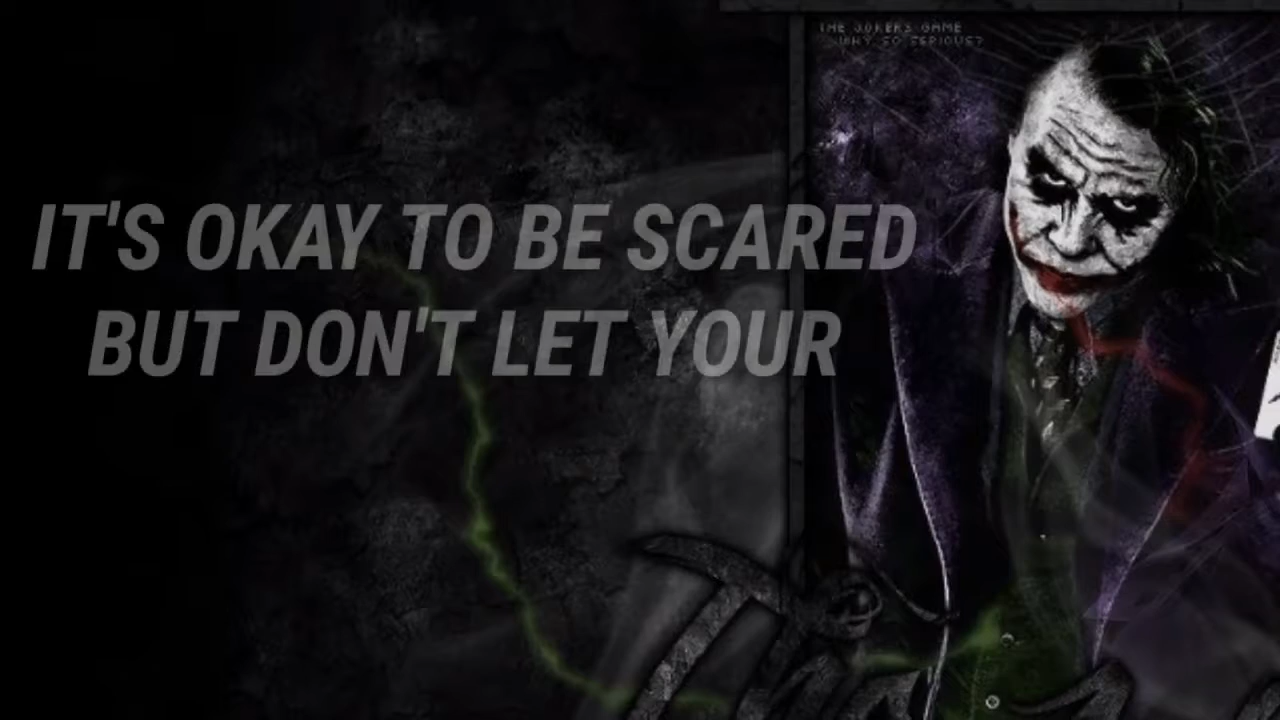 THE JOKERS GAME
WHY SO SERIOUS?
IT'S OKAY TO BE SCARED
BUT DON'T LET YOUR